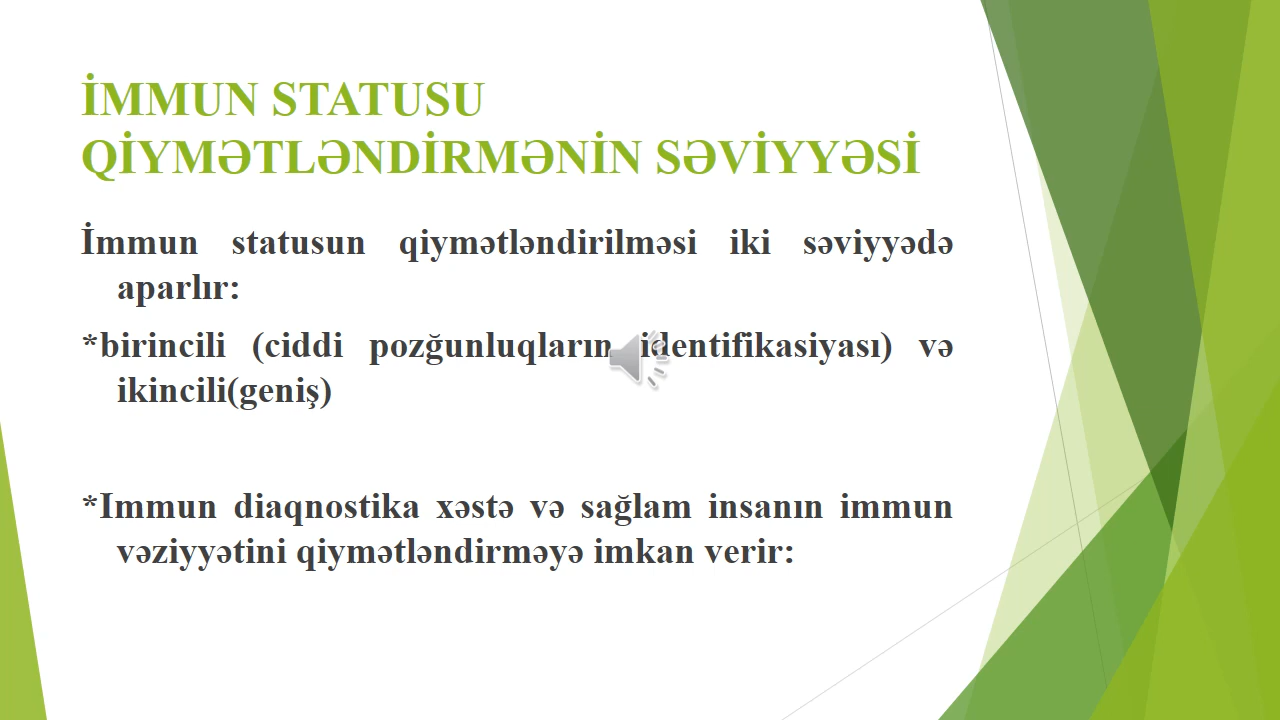 İMMUN STATUSU
QİYMƏTLƏNDİRMƏNİN SƏVİYYƏSİ
İmmun statusun qiymətləndirilməsi iki səviyyədə
aparlır:
*birincili (ciddi pozğunluqların identifikasiyası) və
ikincili(geniş)
*Immun diaqnostika xəstə və sağlam insanın immun
vəziyyətini qiymətləndirməyə imkan verir: